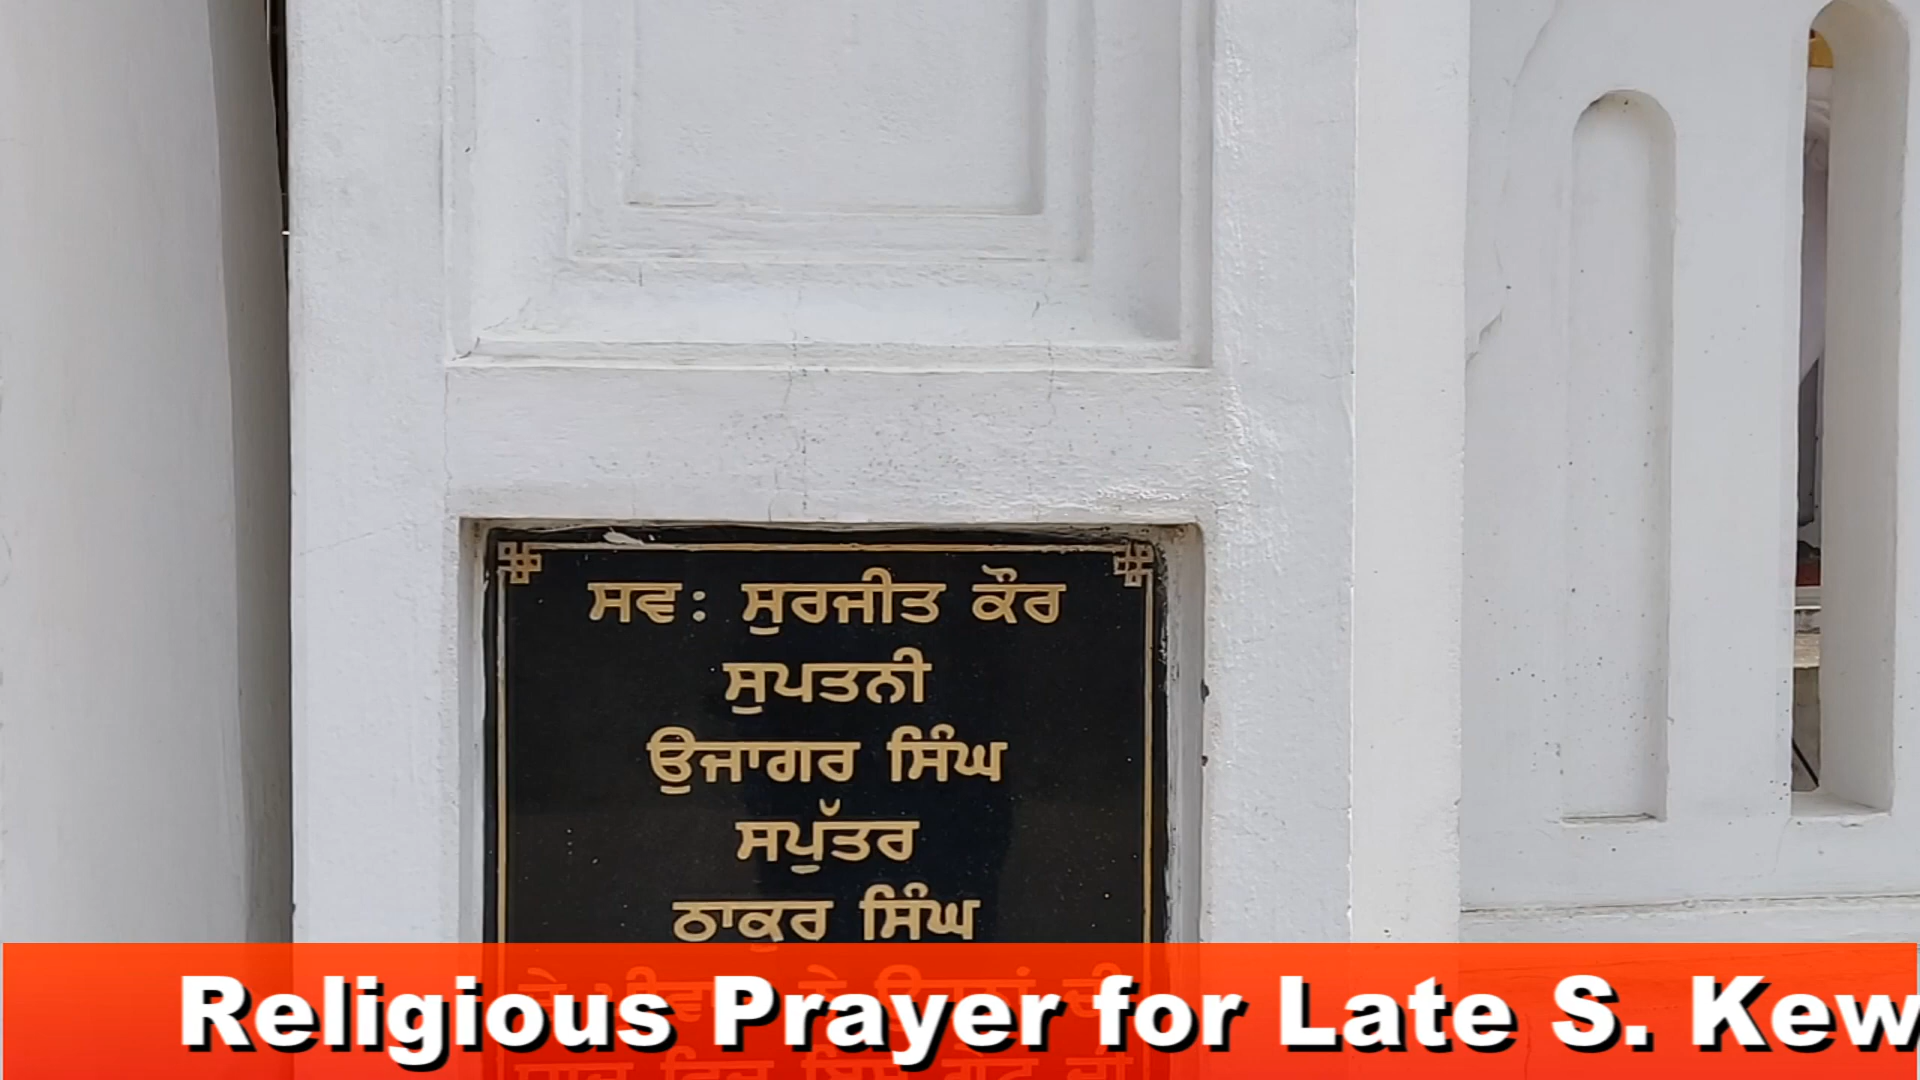 ਸਵ: ਸੁਰਜੀਤ ਕੌਰ
ਸੁਪਤਨੀ
ਉਜਾਗਰ ਸਿੰਘ
ਸਪੁੱਤਰ
ਠਾਕੁਰ ਸਿੰਘ
Religious Prayer for Late S. Kew